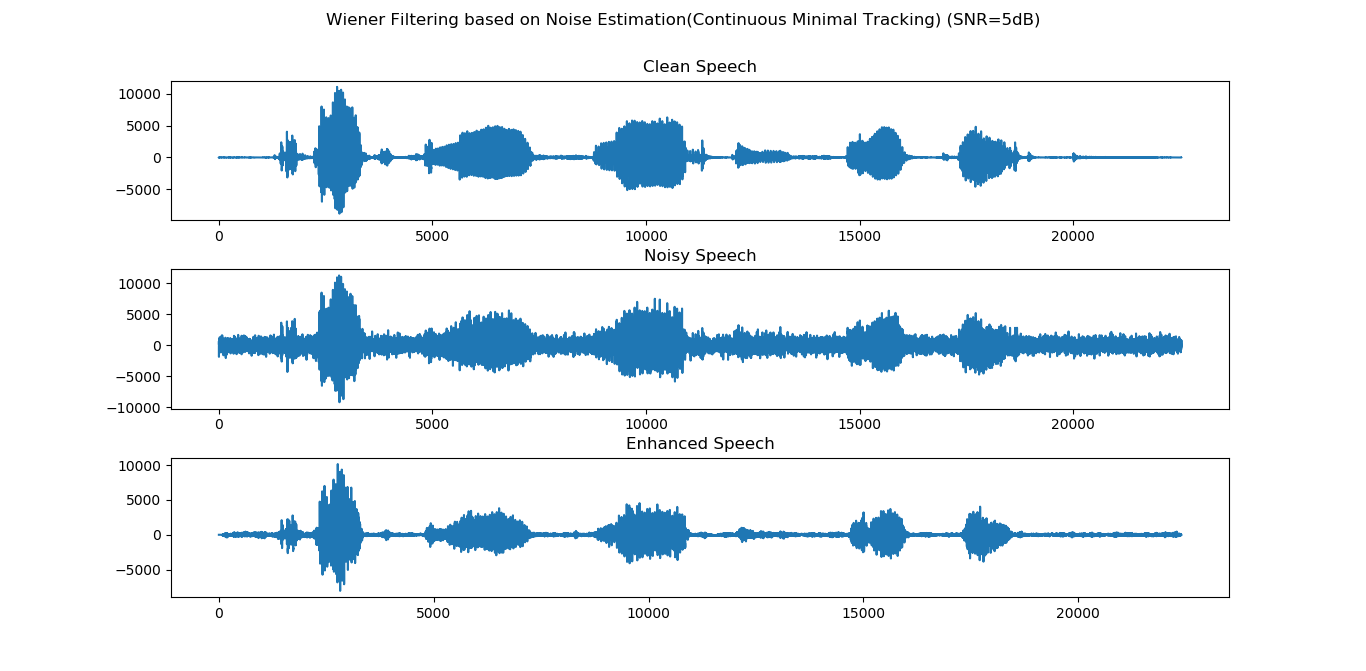 Wiener Filtering based on Noise Estimation(Continuous Minimal Tracking) (SNR=5dB)
Clean Speech
10000
5000
0
−5000
0 5000 10000 15000 20000
Noisy Speech
10000
5000
0
−5000
−10000
0 5000 10000 15000 20000
Enhanced Speech
10000
5000
0
−5000
0 5000 10000 15000 20000